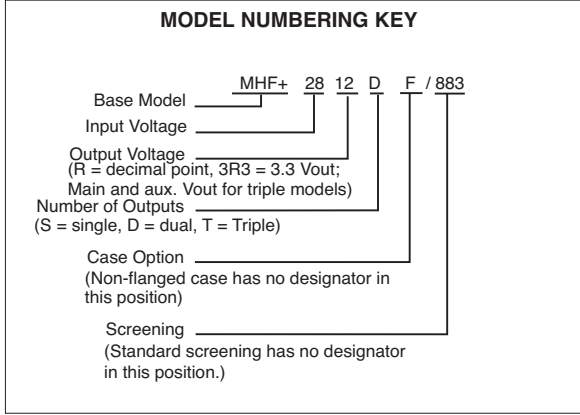 MODEL NUMBERING KEY
MHF+ 28 12 D F / 883
Base Model
Input Voltage
Output Voltage
(R = decimal point, 3R3 = 3.3 Vout;
Main and aux. Vout for triple models)
Number of Outputs
(S = single, D = dual, T = Triple)
Case Option
(Non-flanged case has no designator in
this position)
Screening
(Standard screening has no designator
in this position.)